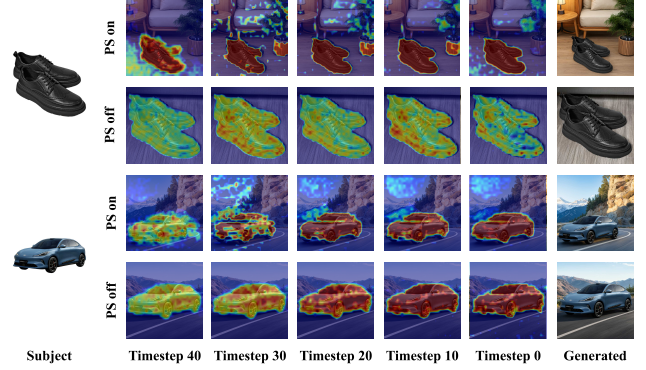 PS on
PS off
PS on
PS off
Subject
Timestep 40
Timestep 30
Timestep 20
Timestep 10
Timestep 0
Generated